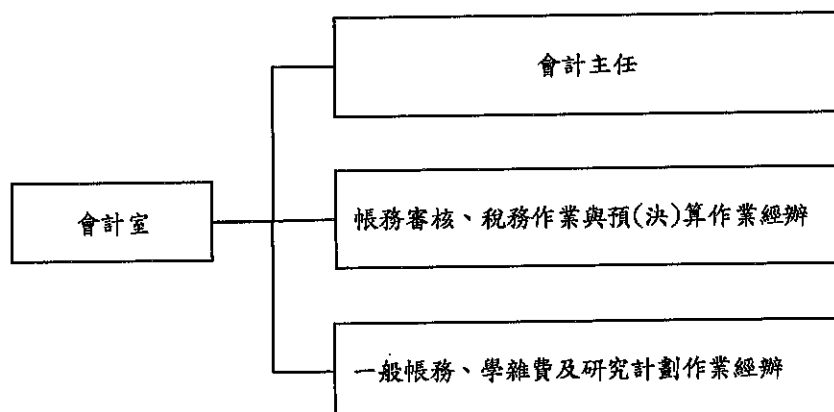 會計主任
會計室
帳務審核、稅務作業與預(決)算作業經辦
一般帳務、學雜費及研究計劃作業經辦